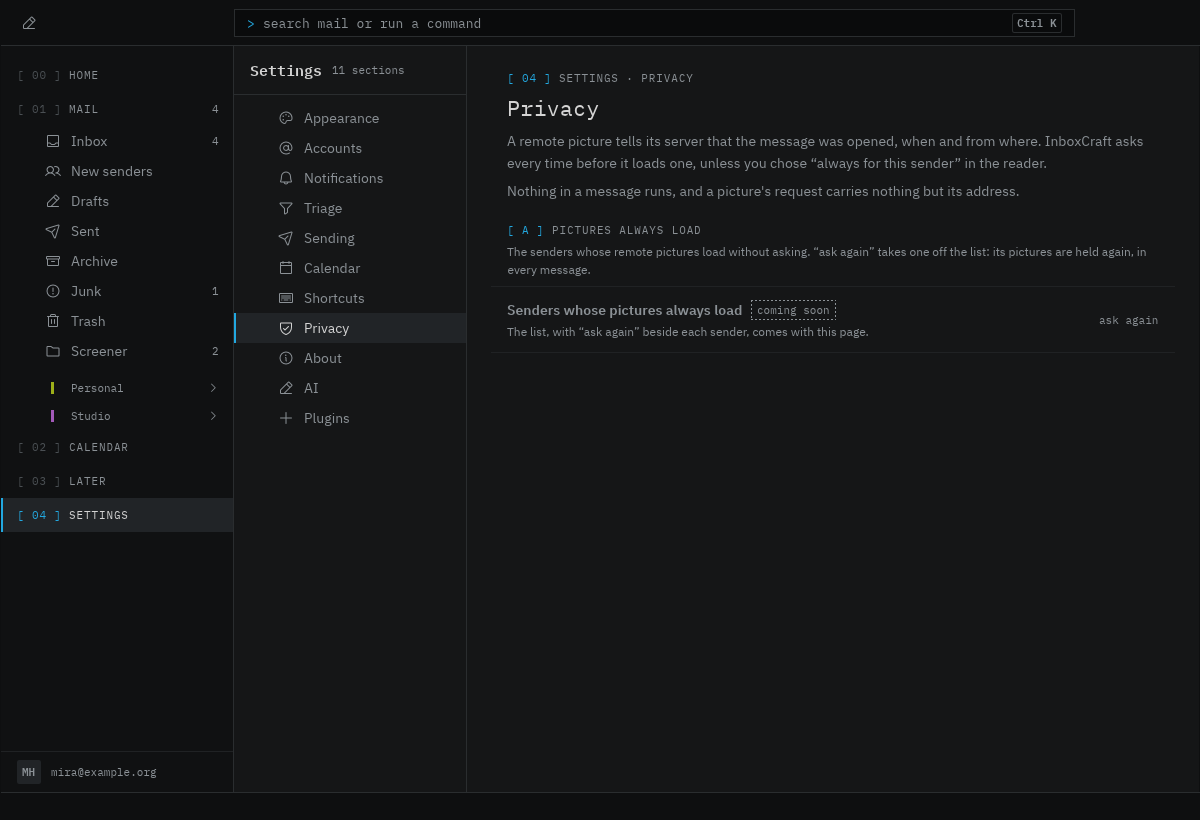 > search mail or run a command
Ctrl K
[ 00 ] HOME
[ 01 ] MAIL 4
Inbox 4
New senders
Drafts
Sent
Archive
Junk 1
Trash
Screener 2
Personal
Studio
[ 02 ] CALENDAR
[ 03 ] LATER
[ 04 ] SETTINGS
MH mira@example.org
Settings 11 sections
Appearance
Accounts
Notifications
Triage
Sending
Calendar
Shortcuts
Privacy
About
AI
Plugins
[ 04 ] SETTINGS · PRIVACY
Privacy
A remote picture tells its server that the message was opened, when and from where. InboxCraft asks
every time before it loads one, unless you chose “always for this sender” in the reader.
Nothing in a message runs, and a picture's request carries nothing but its address.
[ A ] PICTURES ALWAYS LOAD
The senders whose remote pictures load without asking. “ask again” takes one off the list: its pictures are held again, in
every message.
Senders whose pictures always load coming soon
The list, with “ask again” beside each sender, comes with this page.
ask again